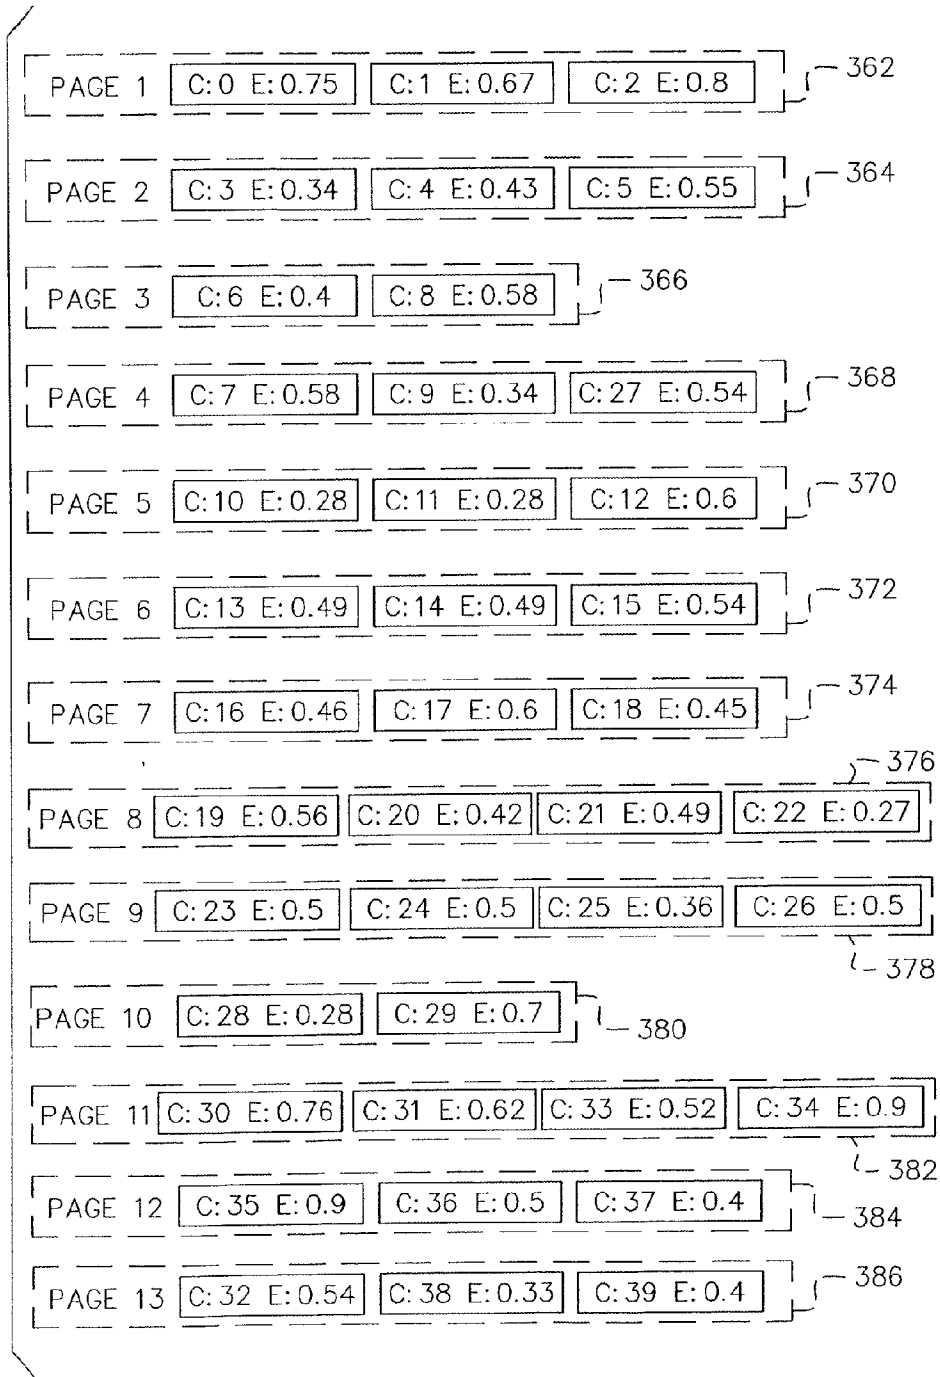 PAGE 1 C:0 E:0.75 C:1 E:0.67 C:2 E:0.8 362
PAGE 2 C:3 E:0.34 C:4 E:0.43 C:5 E:0.55 364
PAGE 3 C:6 E:0.4 C:8 E:0.58 366
PAGE 4 C:7 E:0.58 C:9 E:0.34 C:27 E:0.54 368
PAGE 5 C:10 E:0.28 C:11 E:0.28 C:12 E:0.6 370
PAGE 6 C:13 E:0.49 C:14 E:0.49 C:15 E:0.54 372
PAGE 7 C:16 E:0.46 C:17 E:0.6 C:18 E:0.45 374
376
PAGE 8 C:19 E:0.56 C:20 E:0.42 C:21 E:0.49 C:22 E:0.27
PAGE 9 C:23 E:0.5 C:24 E:0.5 C:25 E:0.36 C:26 E:0.5
378
PAGE 10 C:28 E:0.28 C:29 E:0.7 380
PAGE 11 C:30 E:0.76 C:31 E:0.62 C:33 E:0.52 C:34 E:0.9
382
PAGE 12 C:35 E:0.9 C:36 E:0.5 C:37 E:0.4 384
PAGE 13 C:32 E:0.54 C:38 E:0.33 C:39 E:0.4 386